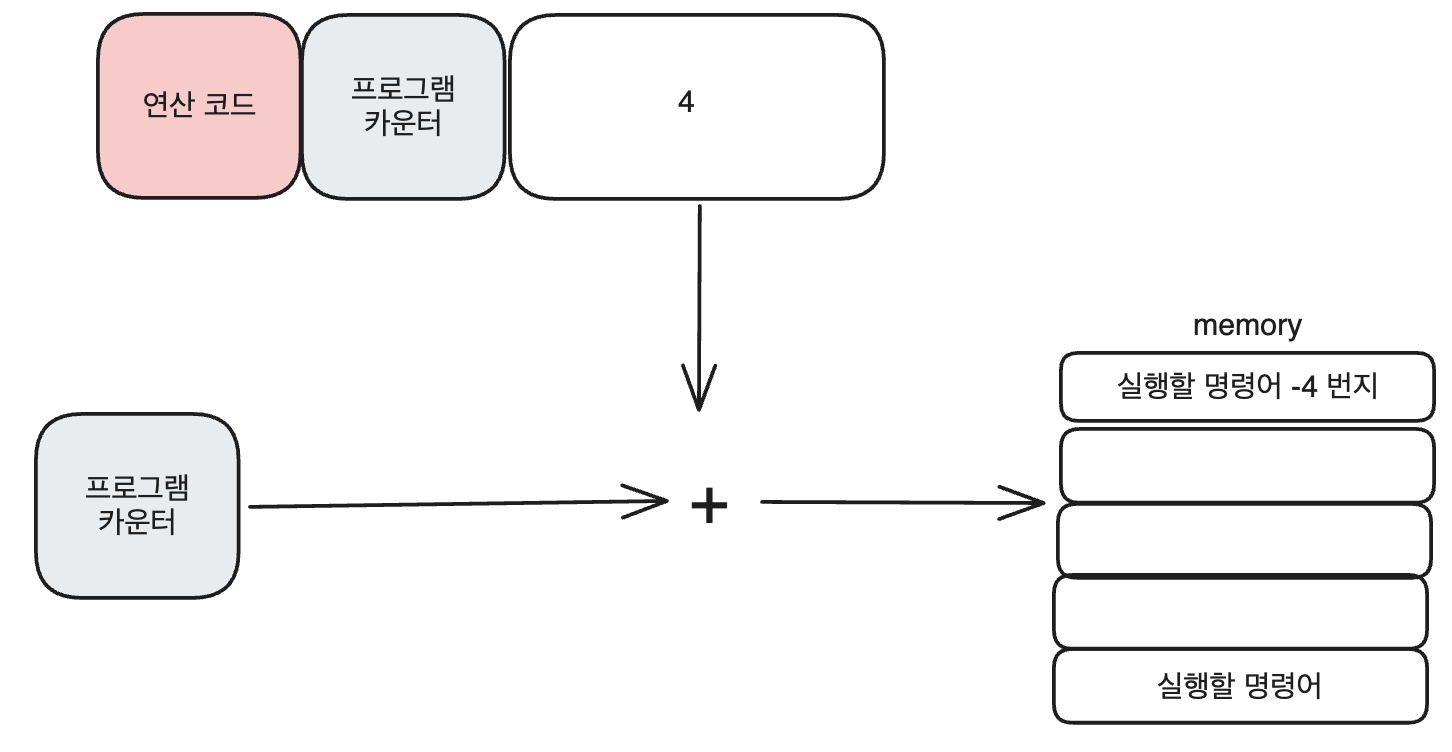 연산 코드
프로그램
카운터
4
memory
실행할 명령어 -4 번지
프로그램
카운터
+
실행할 명령어